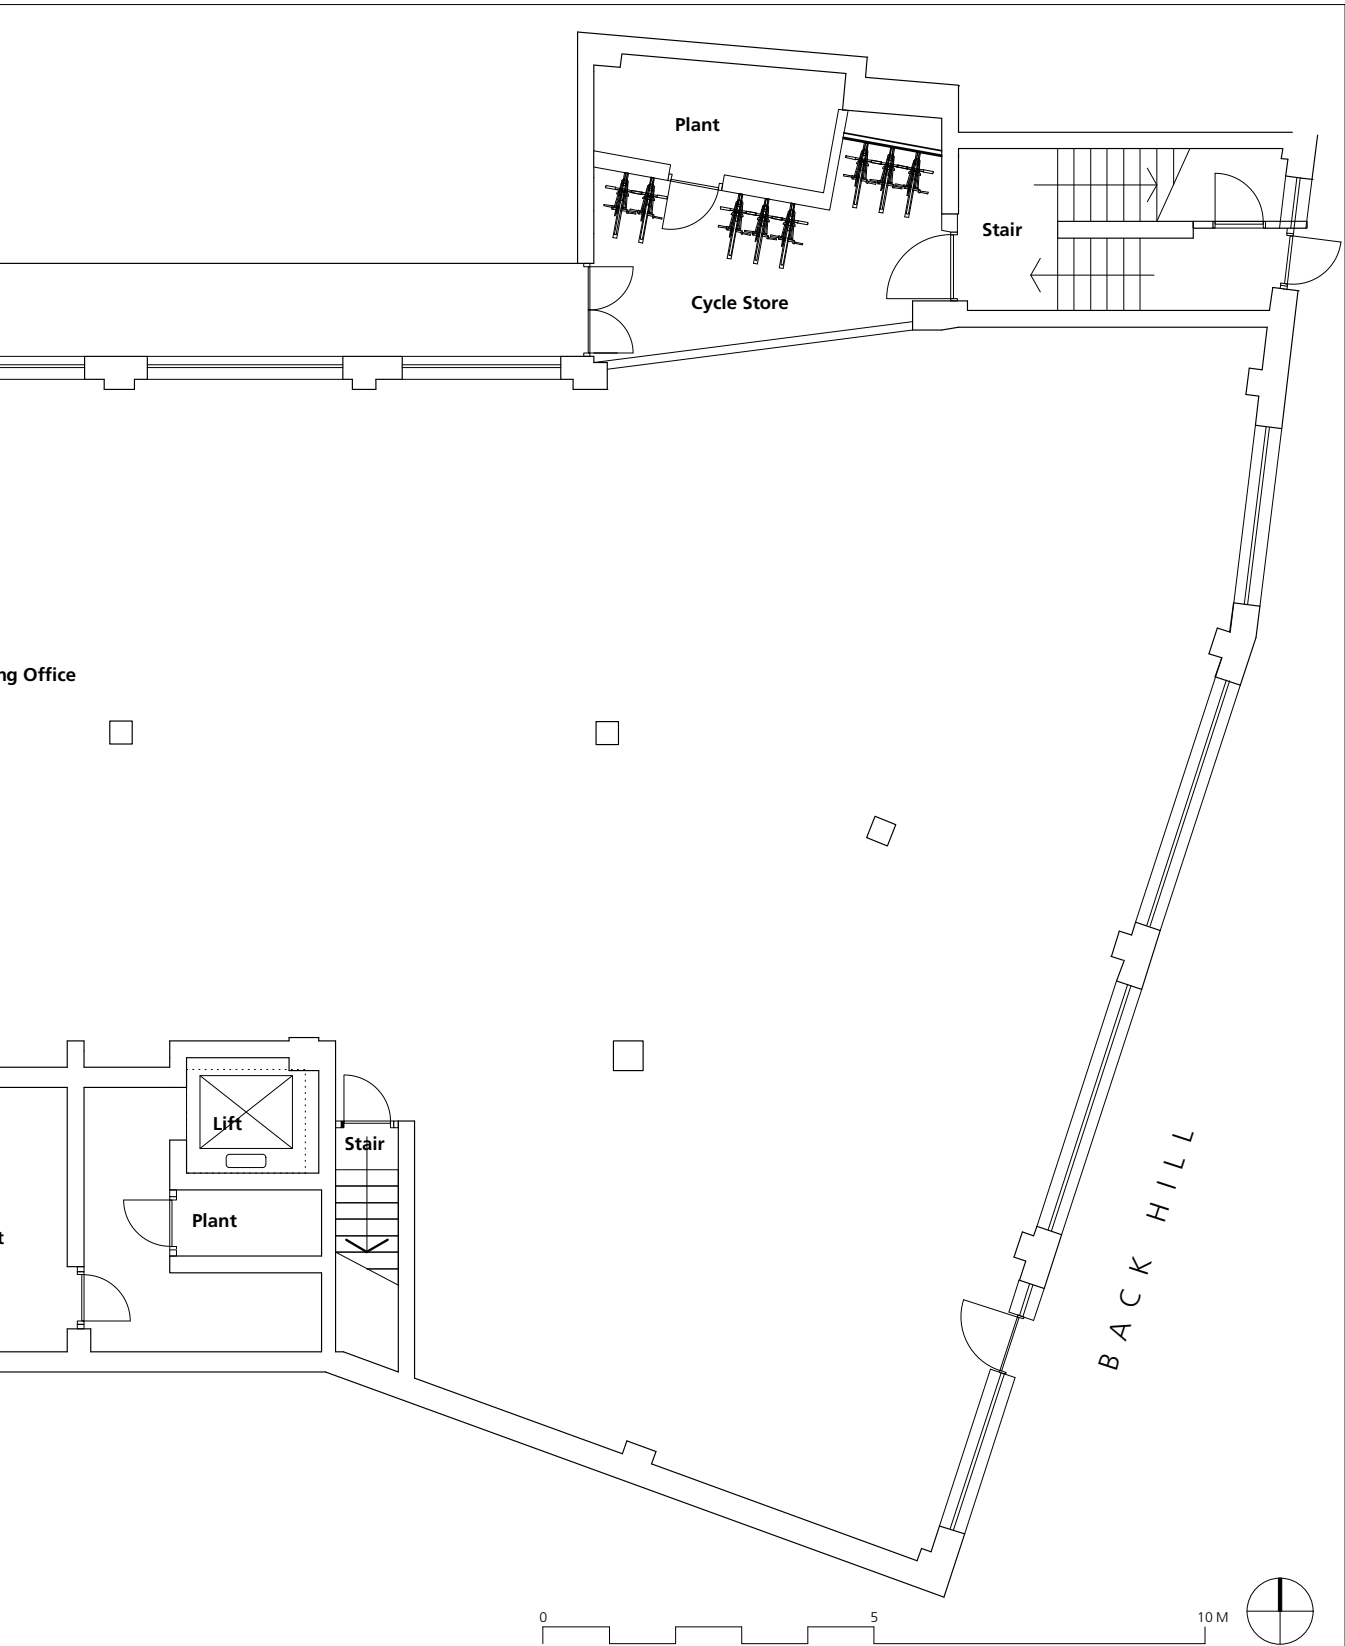 Plant
Stair
Cycle Store
ng Office
Lift
Stair
Plant
t
BACK HILL
0 5 10 M